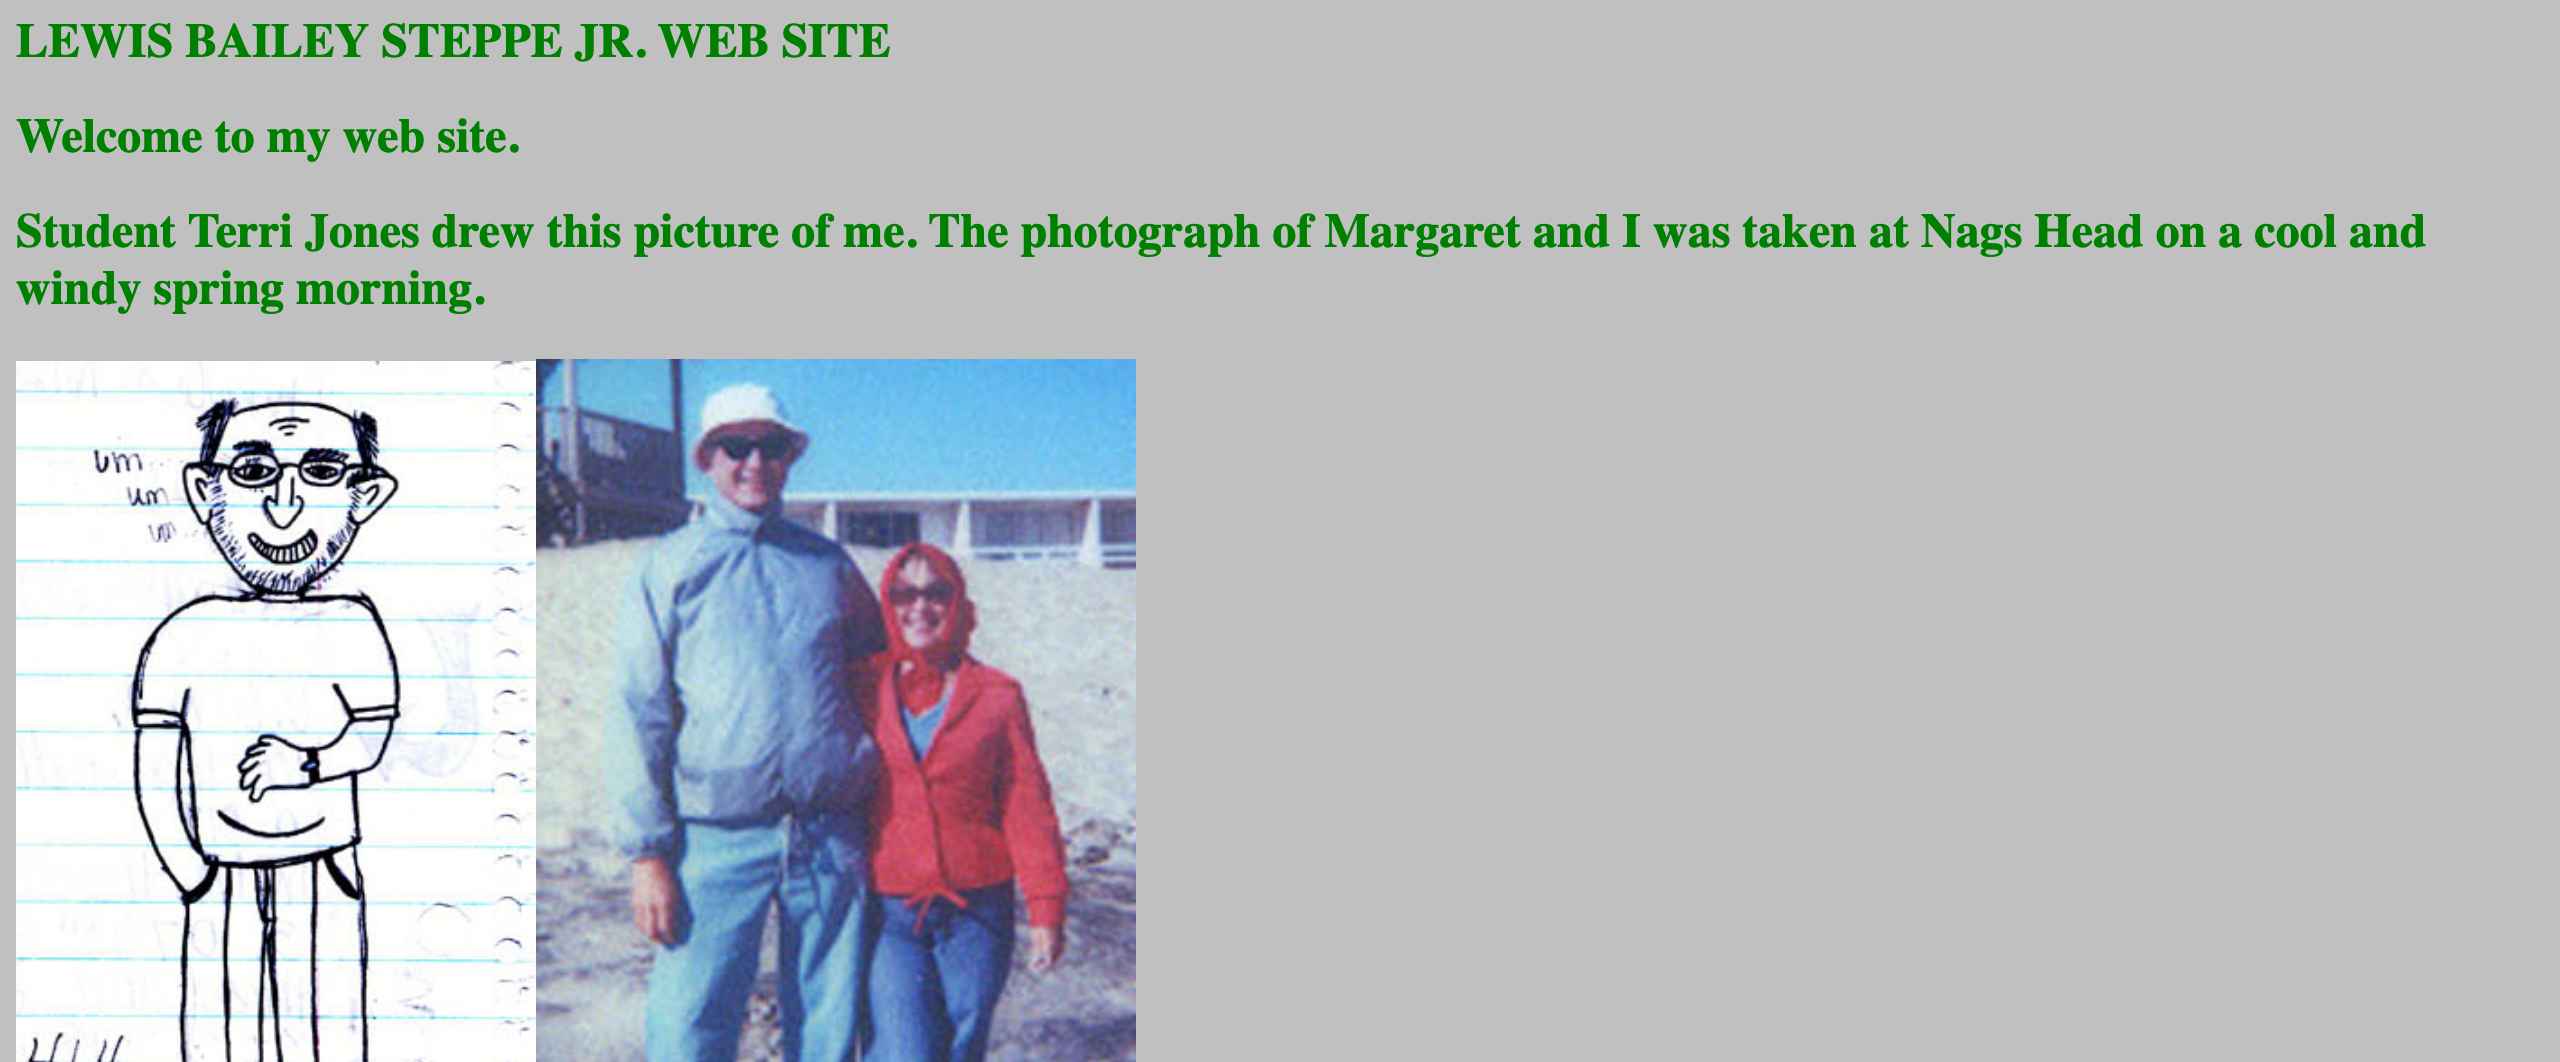 LEWIS BAILEY STEPPE JR. WEB SITE
Welcome to my web site.
Student Terri Jones drew this picture of me. The photograph of Margaret and I was taken at Nags Head on a cool and
windy spring morning.
um...
um
um...